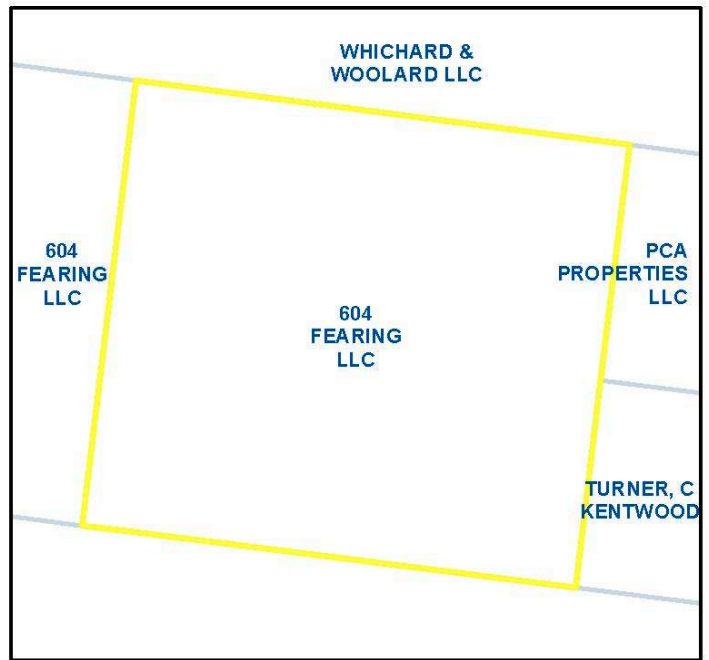 WHICHARD &
WOOLARD LLC
604
FEARING
LLC
604
FEARING
LLC
PCA
PROPERTIES
LLC
TURNER, C
KENTWOOD